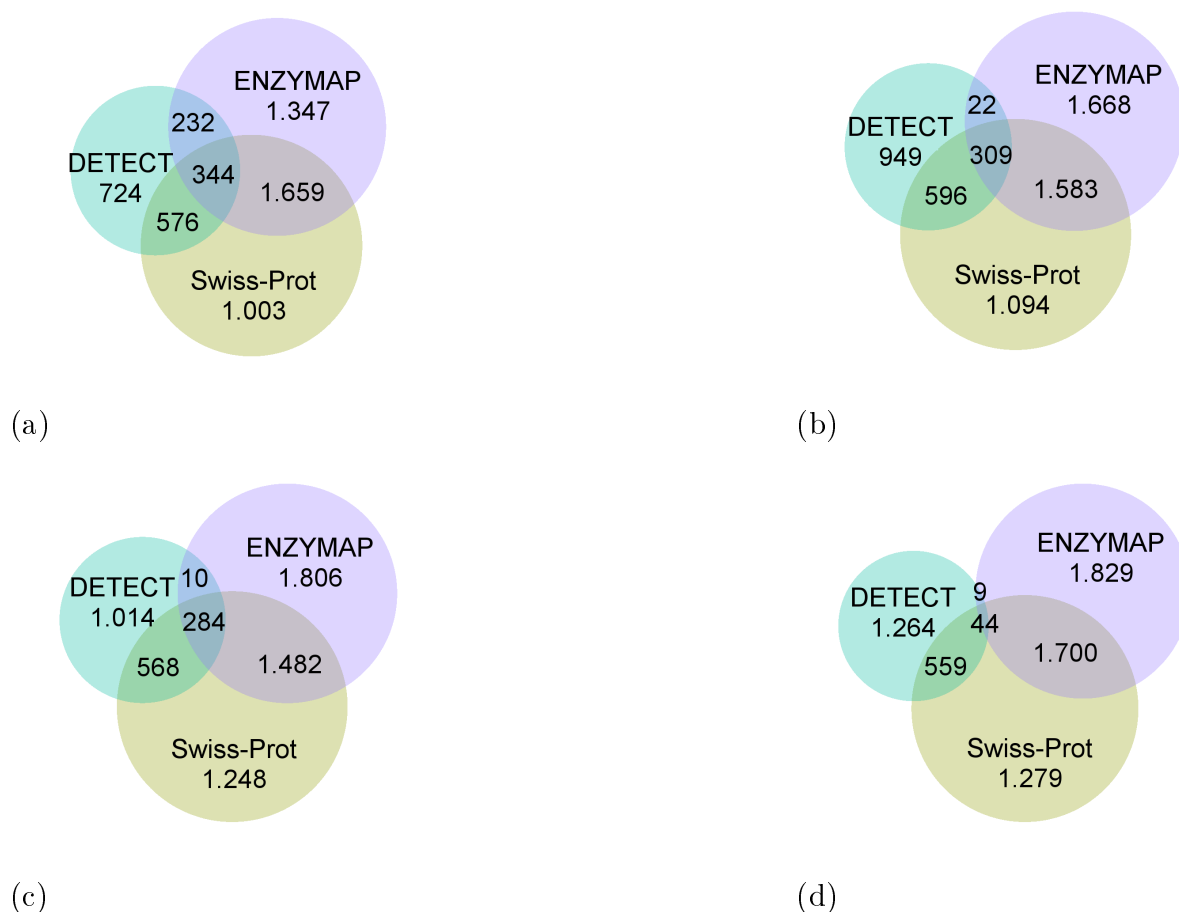 ENZYMAP
1.347
232
DETECT
724
344
1.659
576
Swiss-Prot
1.003
(a)
ENZYMAP
1.668
22
DETECT
949
309
1.583
596
Swiss-Prot
1.094
(b)
ENZYMAP
1.806
10
DETECT
1.014
284
1.482
568
Swiss-Prot
1.248
(c)
ENZYMAP
1.829
9
DETECT
1.264
44
1.700
559
Swiss-Prot
1.279
(d)